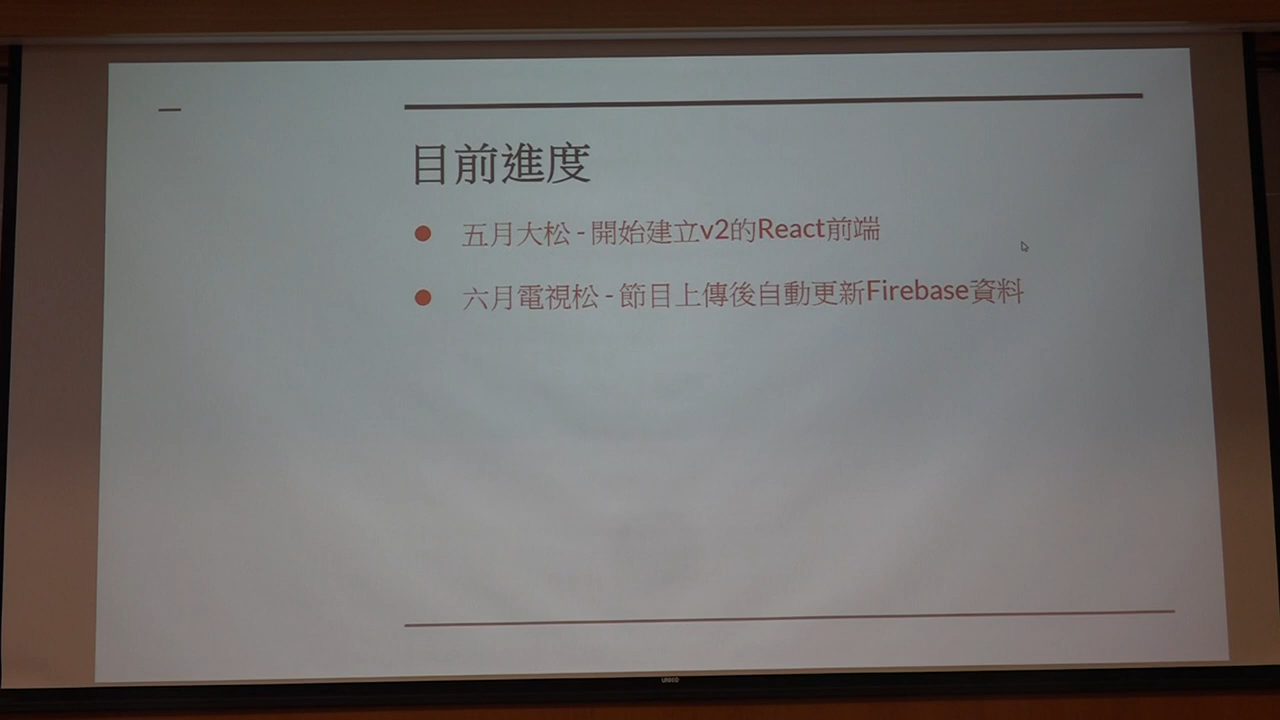 目前進度
五月大松 - 開始建立v2的React前端
六月電視松 - 節目上傳後自動更新Firebase資料
UNICO